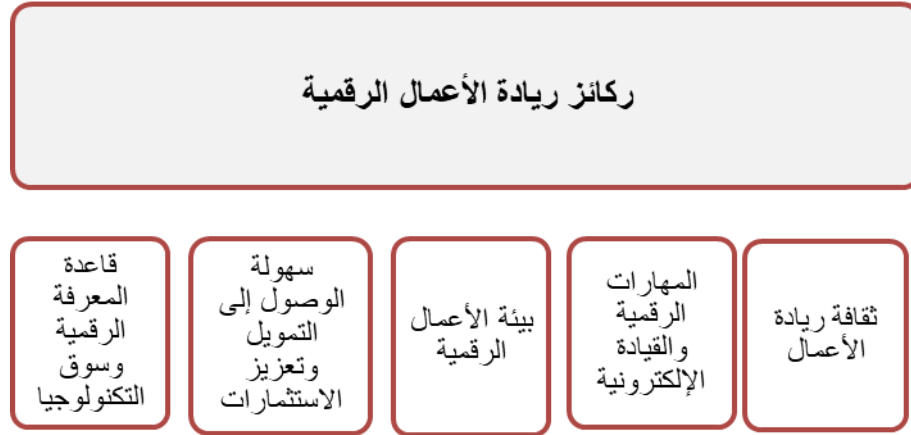 ركائز ريادة الأعمال الرقمية
ثقافة ريادة
الأعمال
المهارات
الرقمية
والقيادة
الإلكترونية
بيئة الأعمال
الرقمية
سهولة
الوصول إلى
التمويل
وتعزيز
الاستثمارات
قاعدة
المعرفة
الرقمية
وسوق
التكنولوجيا